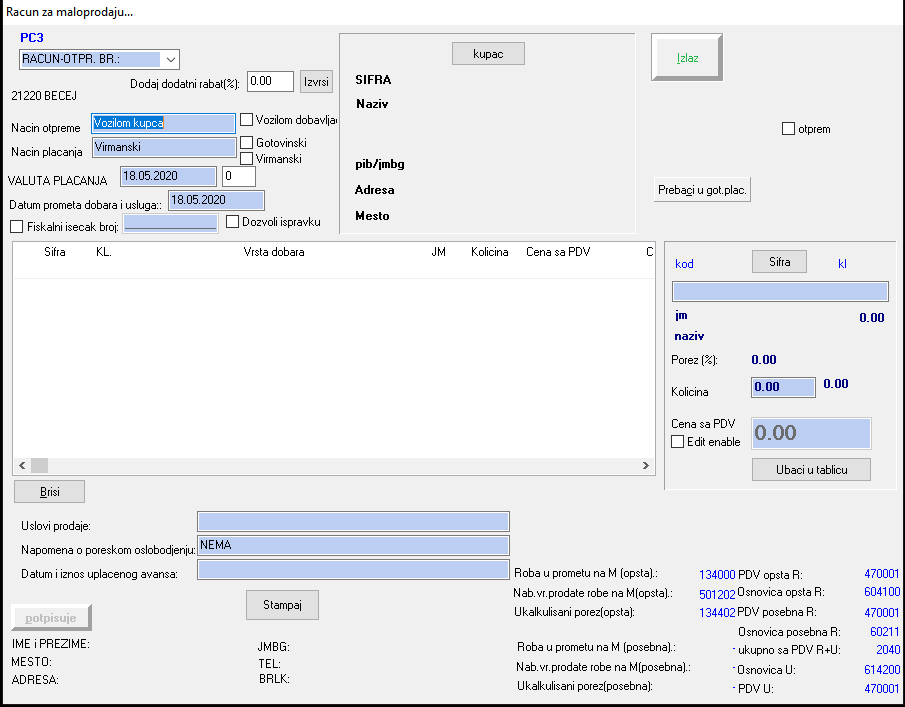 Racun za maloprodaju...
PC3
RACUN-OTPR. BR.:
Dodaj dodatni rabat(%):
0.00
Izvrsi
21220 BECEJ
Nacin otpreme
Vozilom kupca
Vozilom dobavljac
Nacin placanja
Virmanski
Gotovinski
Virmanski
VALUTA PLACANJA
18.05.2020
0
Datum prometa dobara i usluga::
18.05.2020
Fiskalni isecak broj:
Dozvoli ispravku
kupac
SIFRA
Naziv
pib/jmbg
Adresa
Mesto
Izlaz
otprem
Prebaci u got.plac.
Sifra KL. Vrsta dobara JM Kolicina Cena sa PDV C
kod
Sifra
kl
jm
0.00
naziv
Porez (%):
0.00
Kolicina
0.00
0.00
Cena sa PDV
Edit enable
0.00
Ubaci u tablicu
Brisi
Uslovi prodaje:
Napomena o poreskom oslobodjenju:
NEMA
Datum i iznos uplacenog avansa:
potpisuje
Stampaj
IME i PREZIME:
MESTO:
ADRESA:
JMBG:
TEL:
BRLK:
Roba u prometu na M (opsta).: 134000 PDV opsta R: 470001
Nab.vr.prodate robe na M(opsta).: 501202 Osnovica opsta R: 604100
Ukalkulisani porez(opsta): 134402 PDV posebna R: 470001
Osnovica posebna R: 60211
Roba u prometu na M (posebna).: - ukupno sa PDV R+U: 2040
Nab.vr.prodate robe na M(posebna).: - Osnovica U: 614200
Ukalkulisani porez(posebna): - PDV U: 470001